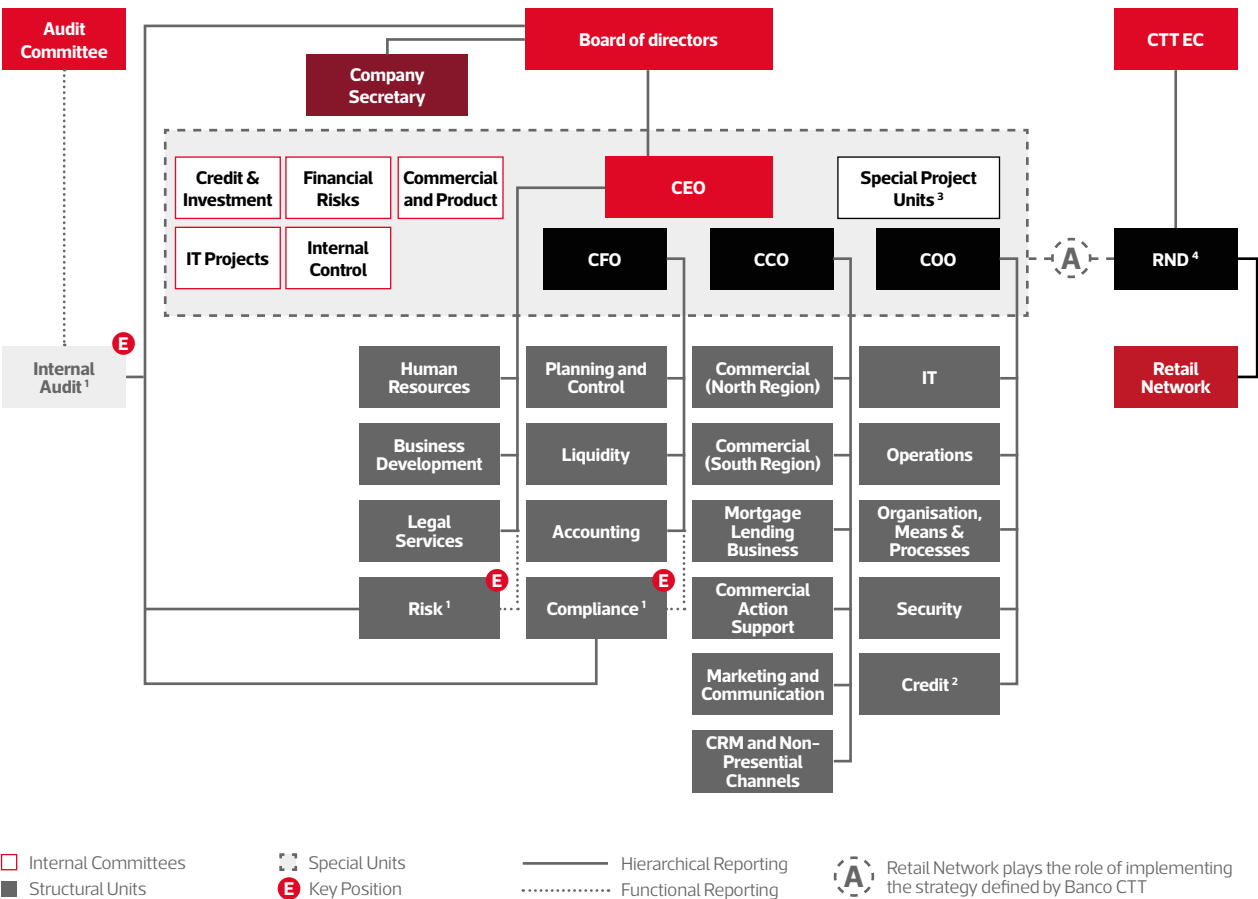 Audit
Committee
Board of directors
CTT EC
Company
Secretary
Credit &
Investment
Financial
Risks
Commercial
and Product
CEO
Special Project
Units ³
IT Projects
Internal
Control
CFO
CCO
COO
A
RND ⁴
E
Internal
Audit ¹
Human
Resources
Planning and
Control
Commercial
(North Region)
IT
Retail
Network
Business
Development
Liquidity
Commercial
(South Region)
Operations
Legal
Services
Accounting
Mortgage
Lending
Business
Organisation,
Means &
Processes
E
Risk ¹
E
Compliance ¹
Commercial
Action
Support
Security
Marketing and
Communication
Credit ²
CRM and Non-
Presential
Channels
Internal Committees
Structural Units
Special Units
E Key Position
Hierarchical Reporting
Functional Reporting
A
Retail Network plays the role of implementing
the strategy defined by Banco CTT